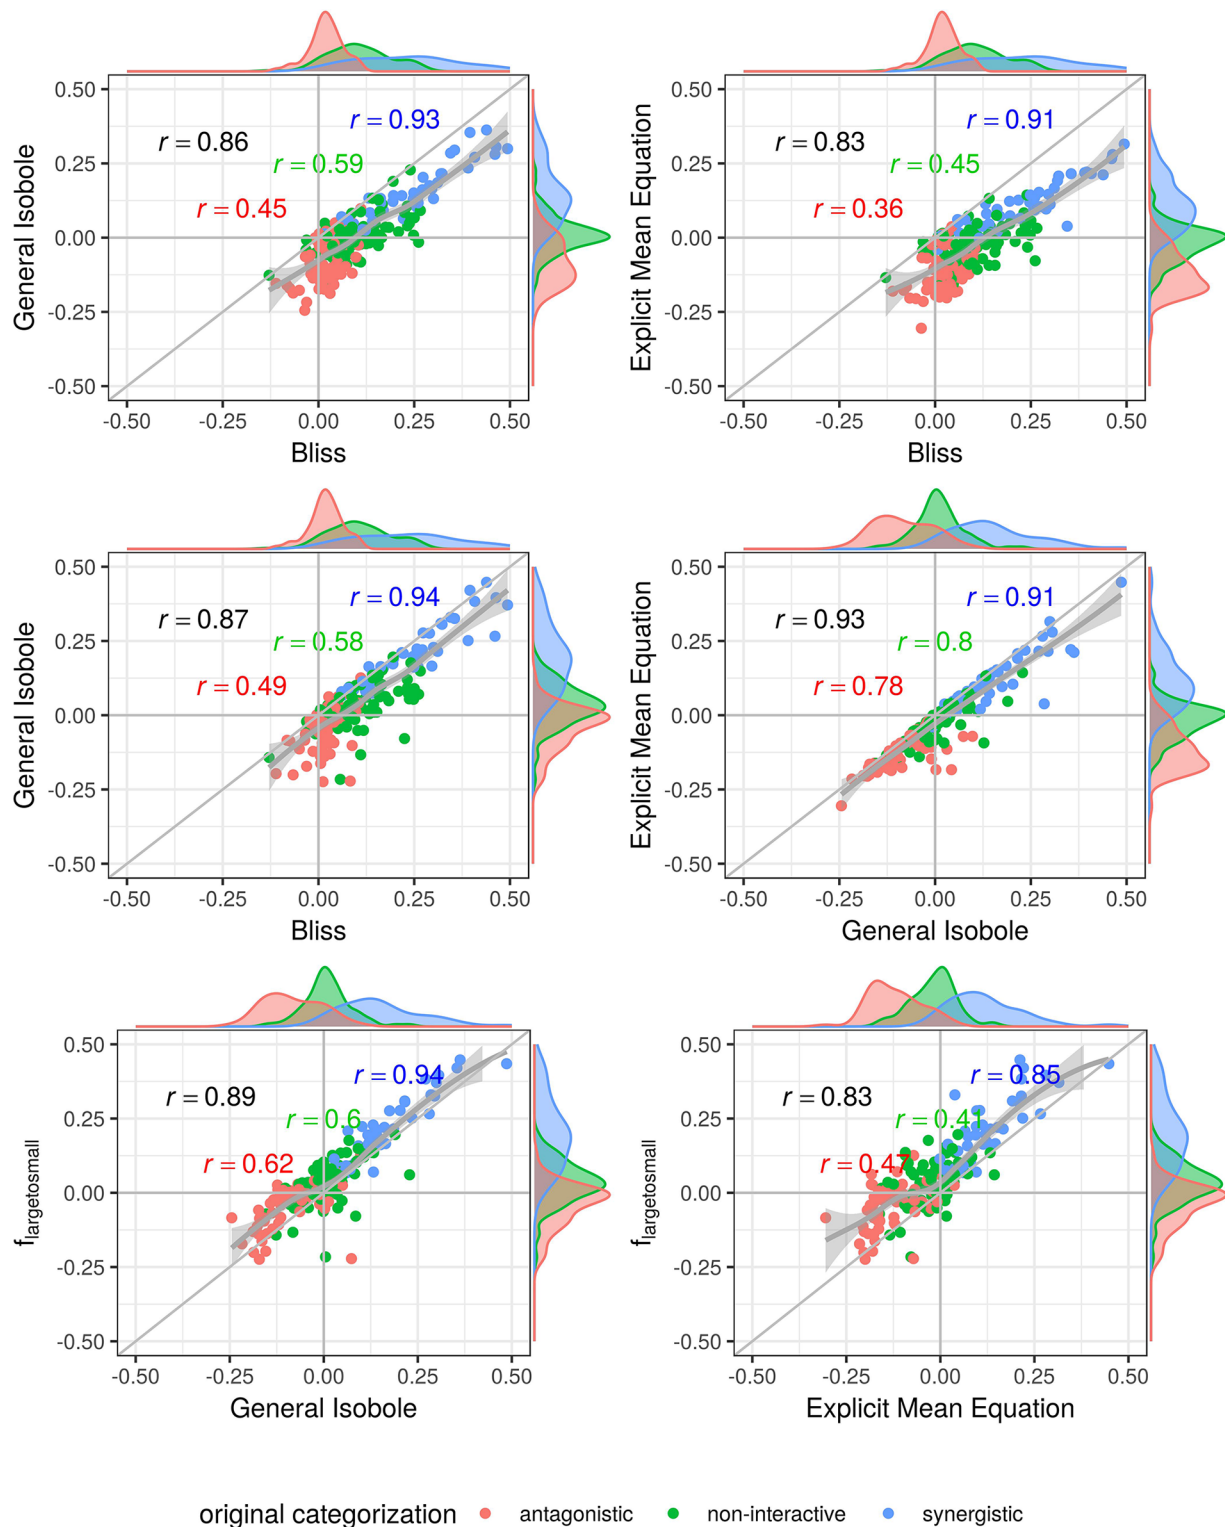 0.50
0.25
0.00
-0.25
-0.50
General Isobole
r = 0.86
r = 0.93
r = 0.59
r = 0.45
-0.50 -0.25 0.00 0.25 0.50
Bliss
0.50
0.25
0.00
-0.25
-0.50
Explicit Mean Equation
r = 0.83
r = 0.91
r = 0.45
r = 0.36
-0.50 -0.25 0.00 0.25 0.50
Bliss
0.50
0.25
0.00
-0.25
-0.50
General Isobole
r = 0.87
r = 0.94
r = 0.58
r = 0.49
-0.50 -0.25 0.00 0.25 0.50
Bliss
0.50
0.25
0.00
-0.25
-0.50
Explicit Mean Equation
r = 0.93
r = 0.91
r = 0.8
r = 0.78
-0.50 -0.25 0.00 0.25 0.50
General Isobole
0.50
0.25
0.00
-0.25
-0.50
flargetosmall
r = 0.89
r = 0.94
r = 0.6
r = 0.62
-0.50 -0.25 0.00 0.25 0.50
General Isobole
0.50
0.25
0.00
-0.25
-0.50
flargetosmall
r = 0.83
r = 0.85
r = 0.41
r = 0.47
-0.50 -0.25 0.00 0.25 0.50
Explicit Mean Equation
original categorization antagonistic non-interactive synergistic